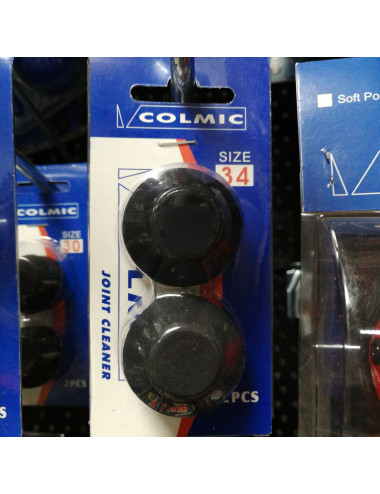 COLMIC
SIZE
34
JOINT CLEANER
2PCS
COLMIC
SIZE
30
2PCS
Soft Po